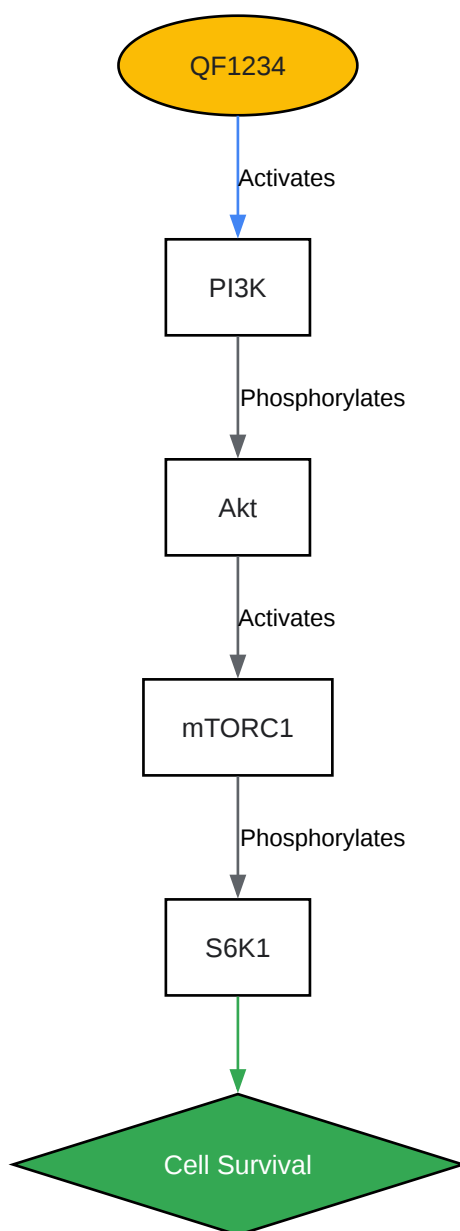 QF1234
Activates
PI3K
Phosphorylates
Akt
Activates
mTORC1
Phosphorylates
S6K1
Cell Survival